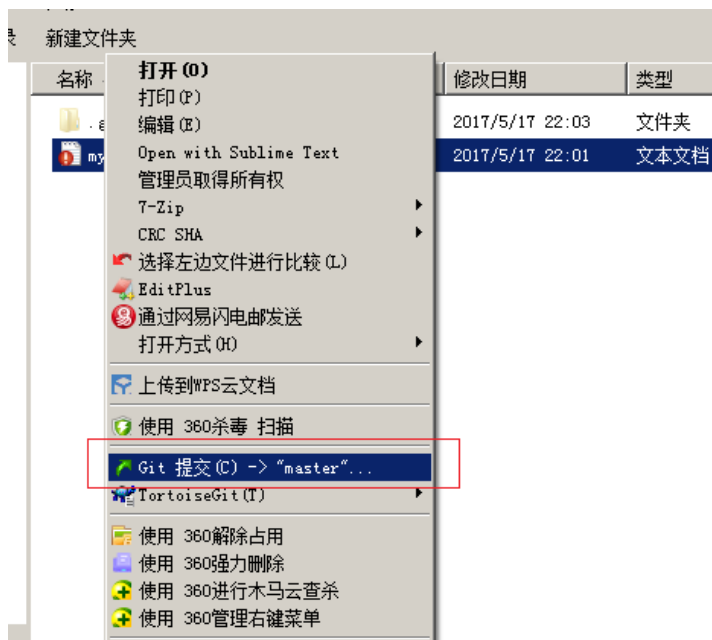 新建文件夹
名称
修改日期
类型
2017/5/17 22:03
文件夹
my
2017/5/17 22:01
文本文档
打开(O)
打印(P)
编辑(E)
Open with Sublime Text
管理员取得所有权
7-Zip
CRC SHA
选择左边文件进行比较(L)
EditPlus
通过网易闪电邮发送
打开方式(H)
上传到WPS云文档
使用 360杀毒 扫描
Git 提交(C) -> "master"...
TortoiseGit(T)
使用 360解除占用
使用 360强力删除
使用 360进行木马云查杀
使用 360管理右键菜单